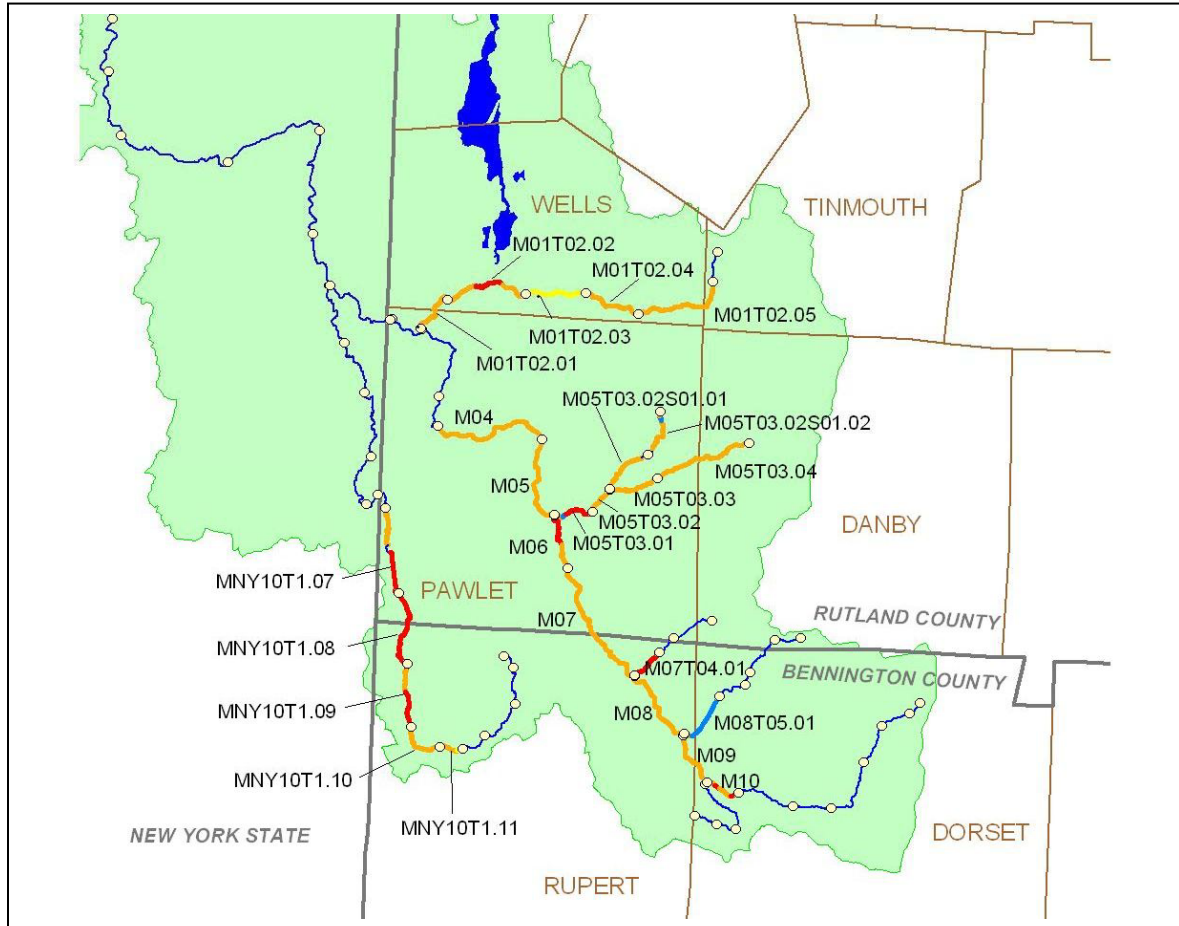 WELLS
TINMOUTH
M01T02.02
M01T02.04
M01T02.03
M01T02.05
M01T02.01
M05T03.02S01.01
M04
M05T03.02S01.02
M05T03.04
M05
M05T03.03
M05T03.02
DANBY
M06
M05T03.01
MNY10T1.07
PAWLET
RUTLAND COUNTY
M07
MNY10T1.08
M07T04.01
BENNINGTON COUNTY
MNY10T1.09
M08
M08T05.01
M09
MNY10T1.10
M10
MNY10T1.11
NEW YORK STATE
DORSET
RUPERT